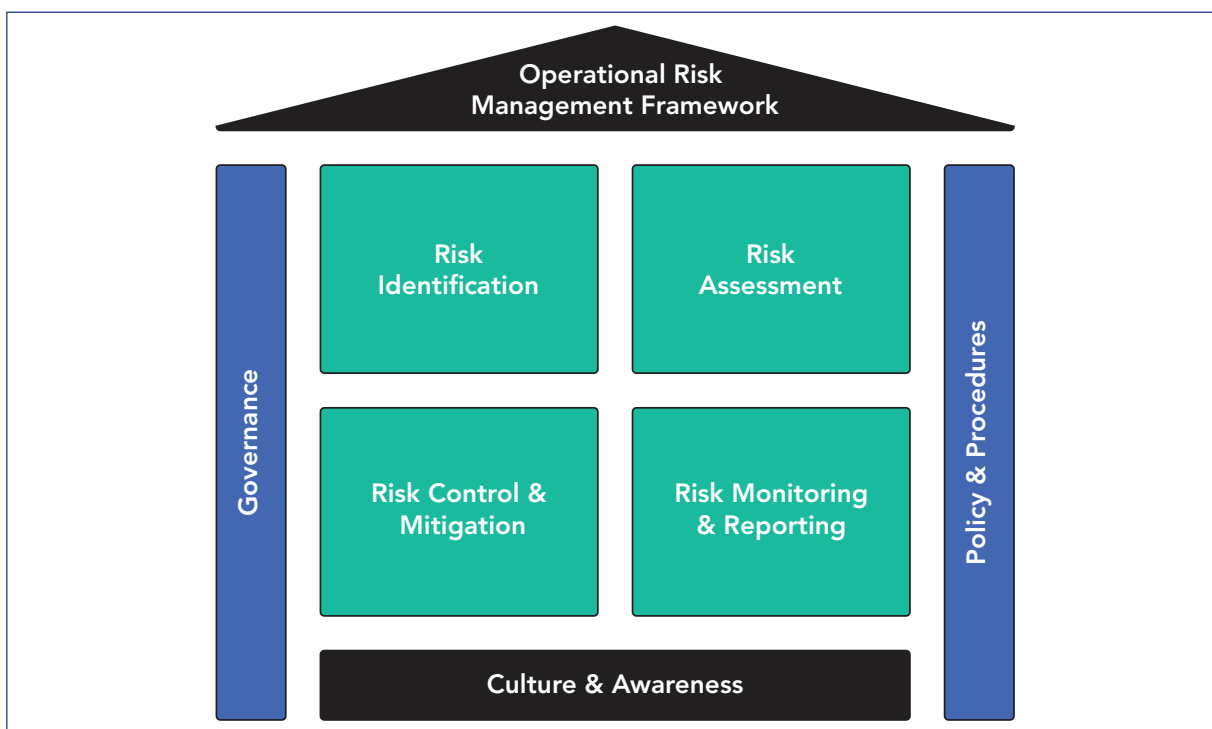 Operational Risk
Management Framework
Governance
Risk
Identification
Risk
Assessment
Risk Control &
Mitigation
Risk Monitoring
& Reporting
Policy & Procedures
Culture & Awareness